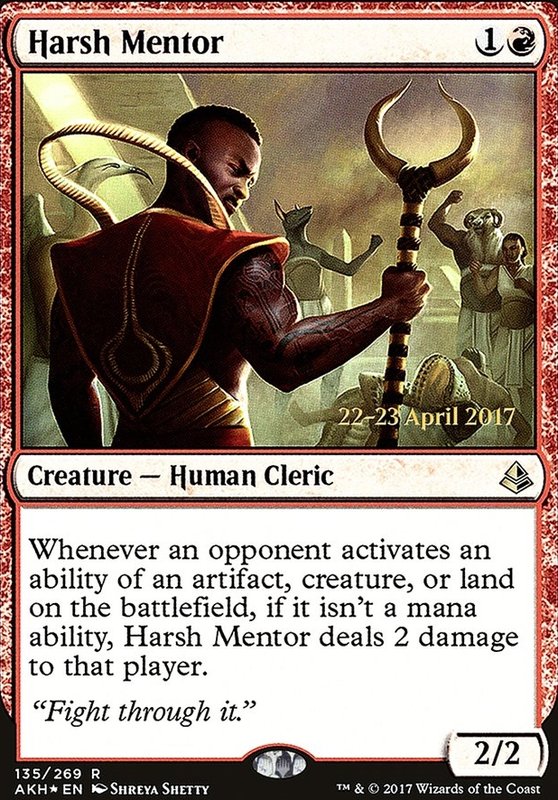 Harsh Mentor 1
22-23 April 2017
Creature — Human Cleric
Whenever an opponent activates an
ability of an artifact, creature, or land
on the battlefield, if it isn't a mana
ability, Harsh Mentor deals 2 damage
to that player.
“Fight through it.”
2/2
135/269 R
AKH★EN Shreya Shetty
™ & © 2017 Wizards of the Coast